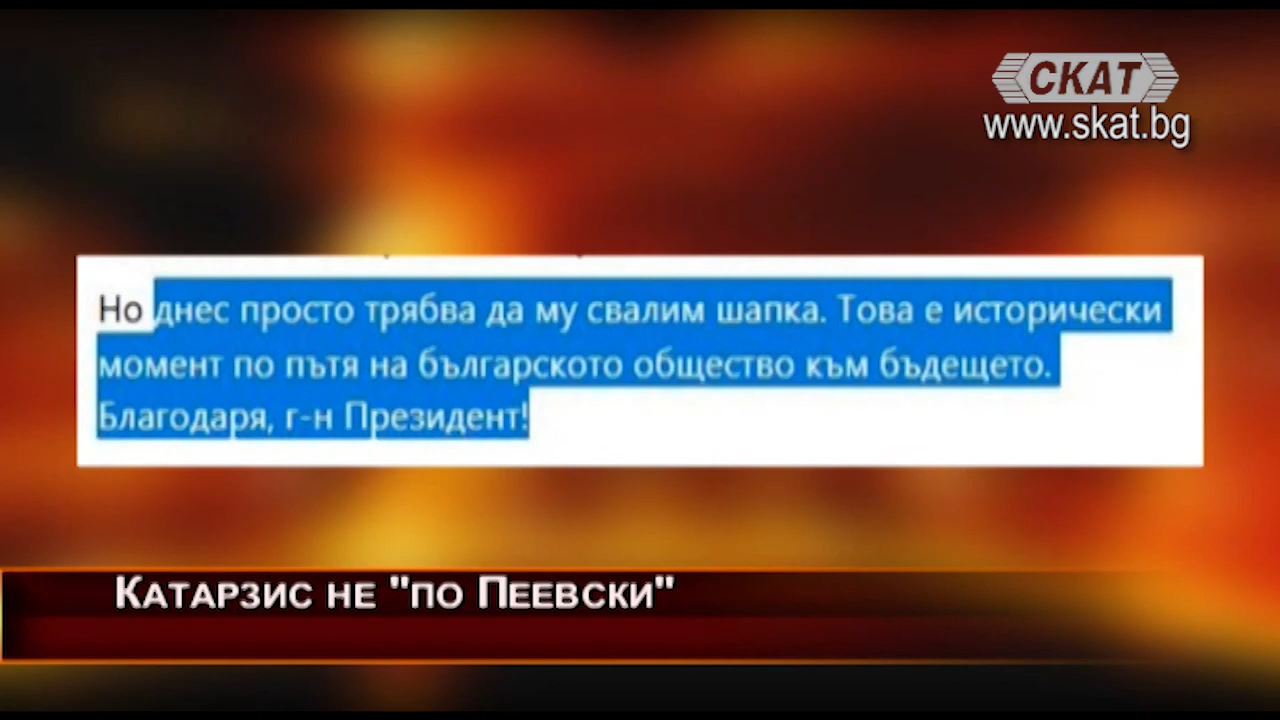 СКАТ
www.skat.bg
Но днес просто трябва да му свалим шапка. Това е исторически
момент по пътя на българското общество към бъдещето.
Благодаря, г-н Президент!
КАТАРЗИС НЕ "ПО ПЕЕВСКИ"